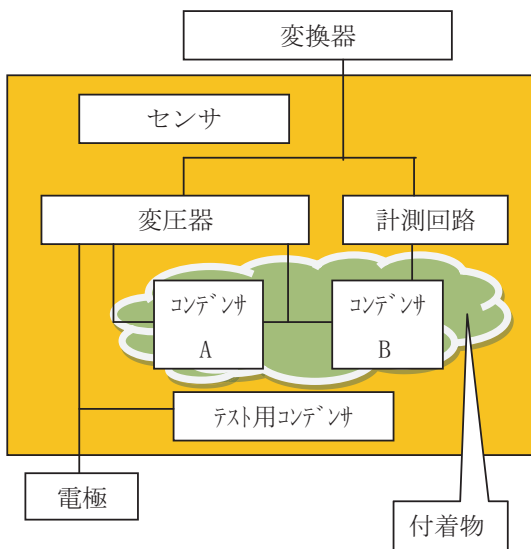 変換器
センサ
変圧器
計測回路
コンデンサ
A
コンデンサ
B
テスト用コンデンサ
電極
付着物